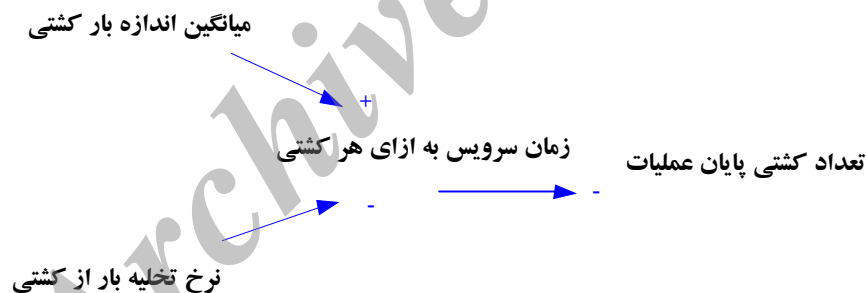 میانگین اندازه بار کشتی
+
زمان سرویس به ازای هر کشتی
تعداد کشتی پایان عملیات
-
-
نرخ تخلیه بار از کشتی
Archive